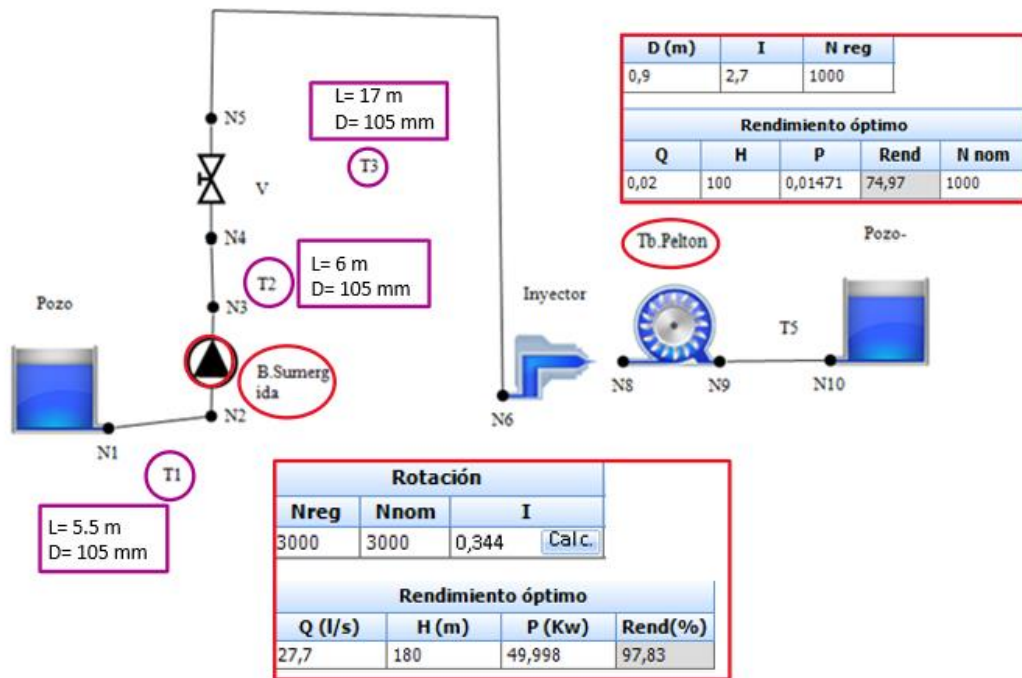 L= 17 m
D= 105 mm
N5
T3
V
N4
L= 6 m
D= 105 mm
T2
N3
Pozo
B.Sumerg
ida
N2
N1
T1
L= 5.5 m
D= 105 mm
D (m) I N reg
0,9 2,7 1000
Rendimiento óptimo
Q H P Rend N nom
0,02 100 0,01471 74,97 1000
Tb.Pelton
Pozo-
Inyector
T5
N6
N8
N9
N10
Rotación
Nreg Nnom I
3000 3000 0,344 Calc.
Rendimiento óptimo
Q (l/s) H (m) P (Kw) Rend(%)
27,7 180 49,998 97,83